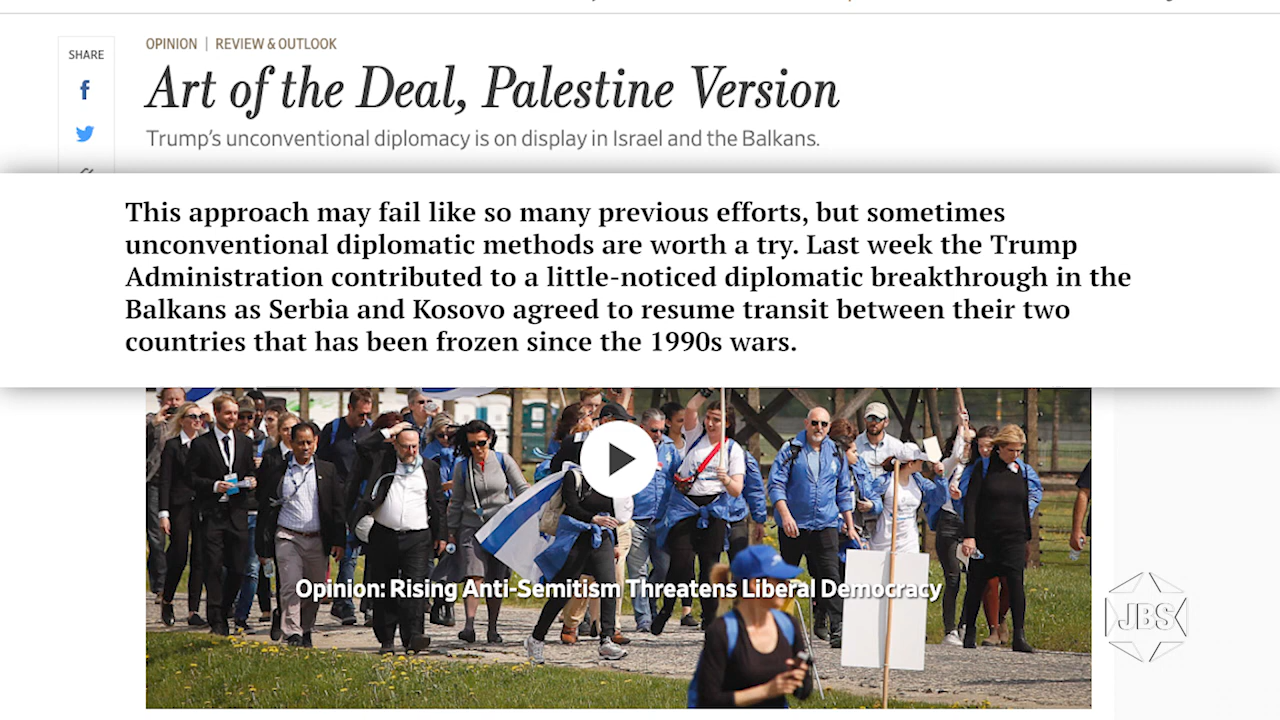 OPINION | REVIEW & OUTLOOK
SHARE
Art of the Deal, Palestine Version
Trump's unconventional diplomacy is on display in Israel and the Balkans.
This approach may fail like so many previous efforts, but sometimes
unconventional diplomatic methods are worth a try. Last week the Trump
Administration contributed to a little-noticed diplomatic breakthrough in the
Balkans as Serbia and Kosovo agreed to resume transit between their two
countries that has been frozen since the 1990s wars.
Opinion: Rising Anti-Semitism Threatens Liberal Democracy
JBS